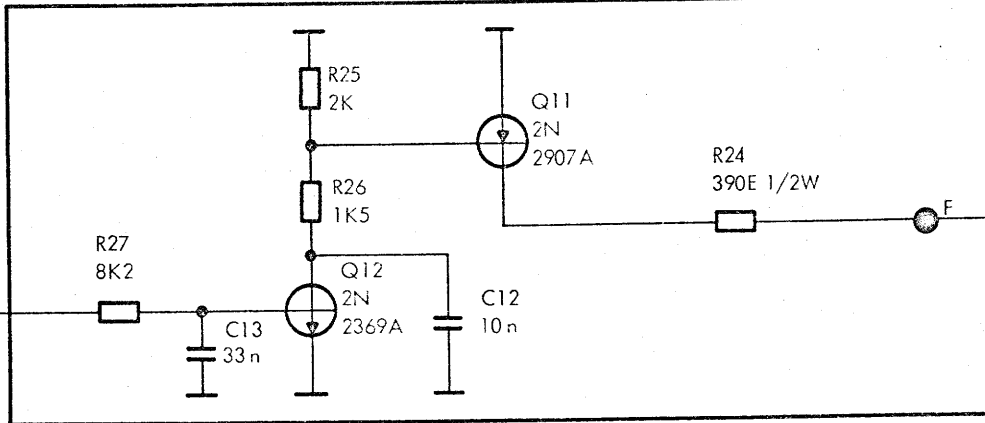 R25
2K
Q11
2N
2907A
R24
390E 1/2W
F
R26
1K5
R27
8K2
Q12
2N
2369A
C12
10n
C13
33n